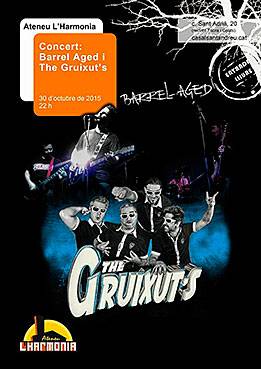 Ateneu L'Harmonia
Concert:
Barrel Aged i
The Gruixut's
30 d'octubre de 2015
22 h
c. Sant Adrià, 20
casalsantandreu.cat
ENTRADA
LLIURE
BARREL-AGED
THE
GRUIXUT'S
Ateneu
L'HARMONIA